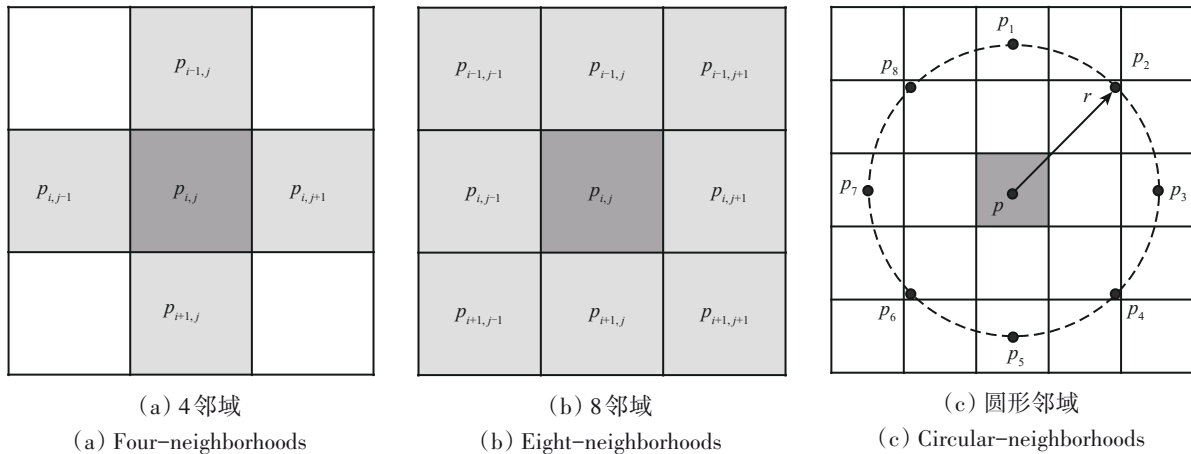 p_{i-1,j}
p_{i,j-1} p_{i,j} p_{i,j+1}
p_{i+1,j}
(a) 4邻域
(a) Four-neighborhoods
p_{i-1,j-1} p_{i-1,j} p_{i-1,j+1}
p_{i,j-1} p_{i,j} p_{i,j+1}
p_{i+1,j-1} p_{i+1,j} p_{i+1,j+1}
(b) 8邻域
(b) Eight-neighborhoods
p_1
p_8 p_2
r
p_7 p p_3
p_6 p_4
p_5
(c) 圆形邻域
(c) Circular-neighborhoods